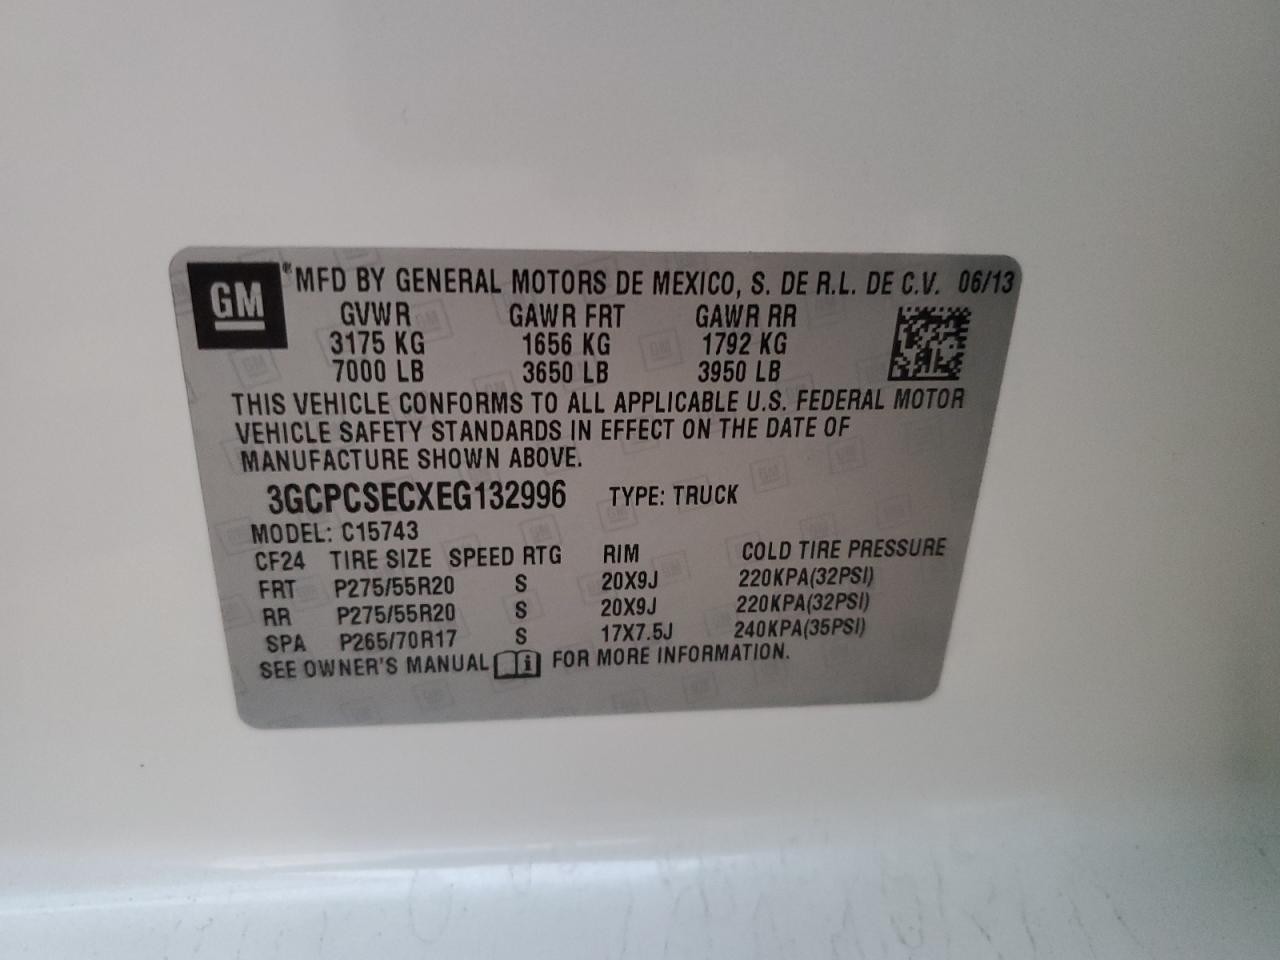 GM ® MFD BY GENERAL MOTORS DE MEXICO, S. DE R.L. DE C.V. 06/13
GVWR GAWR FRT GAWR RR
3175 KG 1656 KG 1792 KG
7000 LB 3650 LB 3950 LB
THIS VEHICLE CONFORMS TO ALL APPLICABLE U.S. FEDERAL MOTOR
VEHICLE SAFETY STANDARDS IN EFFECT ON THE DATE OF
MANUFACTURE SHOWN ABOVE.
3GCPCSECXEG132996 TYPE: TRUCK
MODEL: C15743
CF24 TIRE SIZE SPEED RTG RIM COLD TIRE PRESSURE
FRT P275/55R20 S 20X9J 220KPA(32PSI)
RR P275/55R20 S 20X9J 220KPA(32PSI)
SPA P265/70R17 S 17X7.5J 240KPA(35PSI)
SEE OWNER'S MANUAL i FOR MORE INFORMATION.